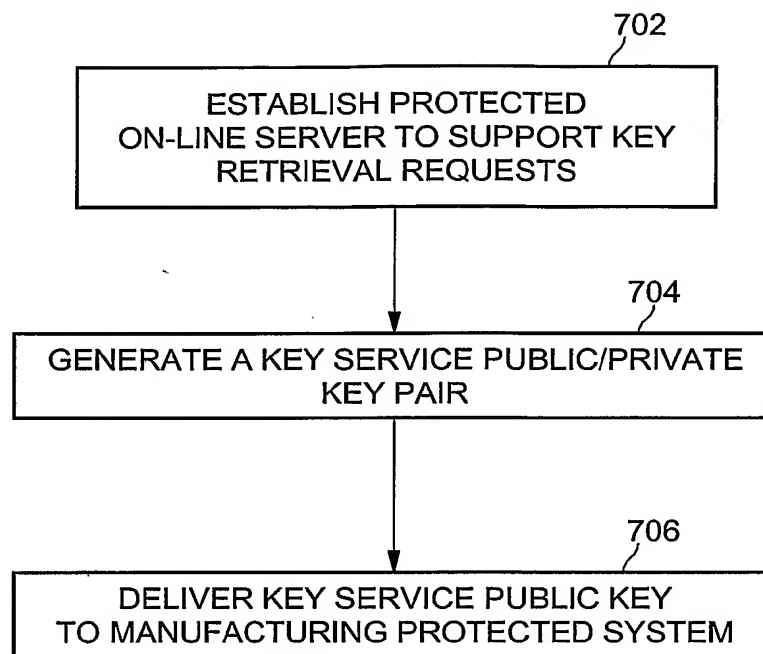 702
ESTABLISH PROTECTED
ON-LINE SERVER TO SUPPORT KEY
RETRIEVAL REQUESTS
704
GENERATE A KEY SERVICE PUBLIC/PRIVATE
KEY PAIR
706
DELIVER KEY SERVICE PUBLIC KEY
TO MANUFACTURING PROTECTED SYSTEM